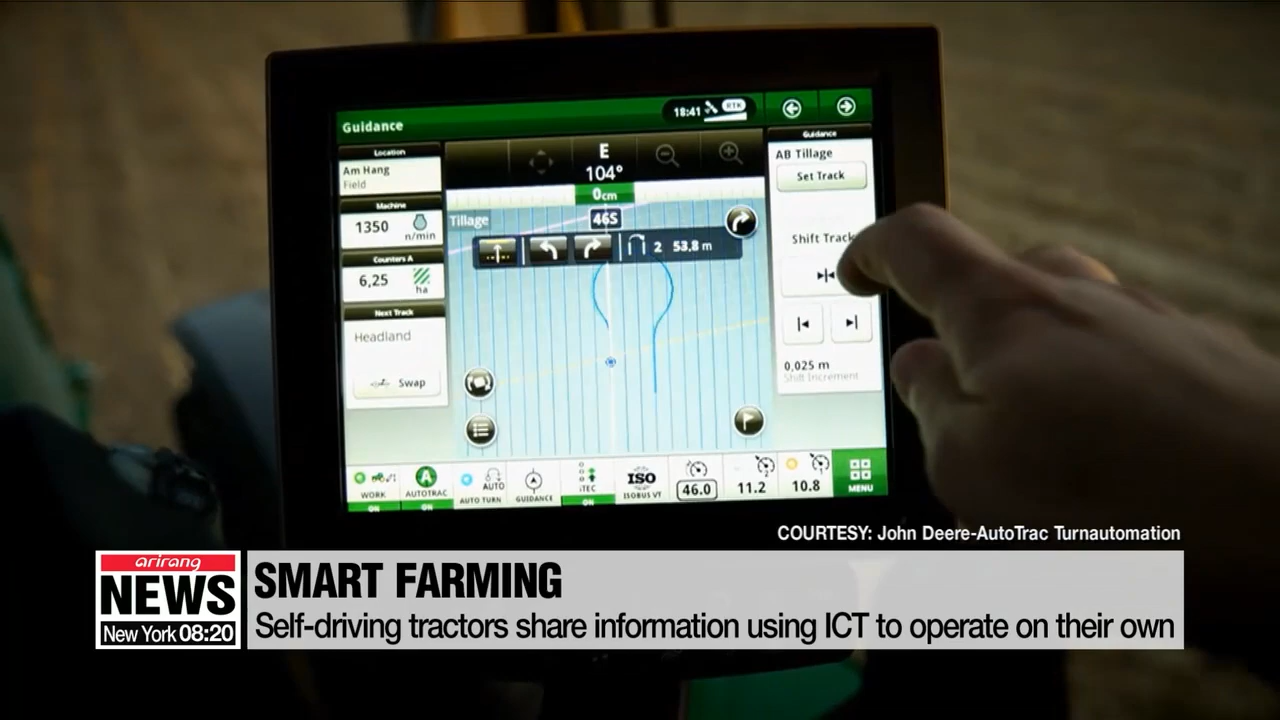 Guidance
18:41
RTK
Location
Am Hang
Field
Machine
1350
n/min
Counters A
6,25
ha
Next Track
Headland
Swap
E
104°
0cm
46S
Tillage
2 53,8 m
Guidance
AB Tillage
Set Track
Shift Track
0,025 m
Shift Increment
WORK
ON
AUTOTRAC
ON
AUTO
AUTO TURN
GUIDANCE
iTEC
ON
ISO
ISOBUS VT
46.0
11.2
10.8
MENU
COURTESY: John Deere-AutoTrac Turnautomation
arirang
NEWS
New York 08:20
SMART FARMING
Self-driving tractors share information using ICT to operate on their own